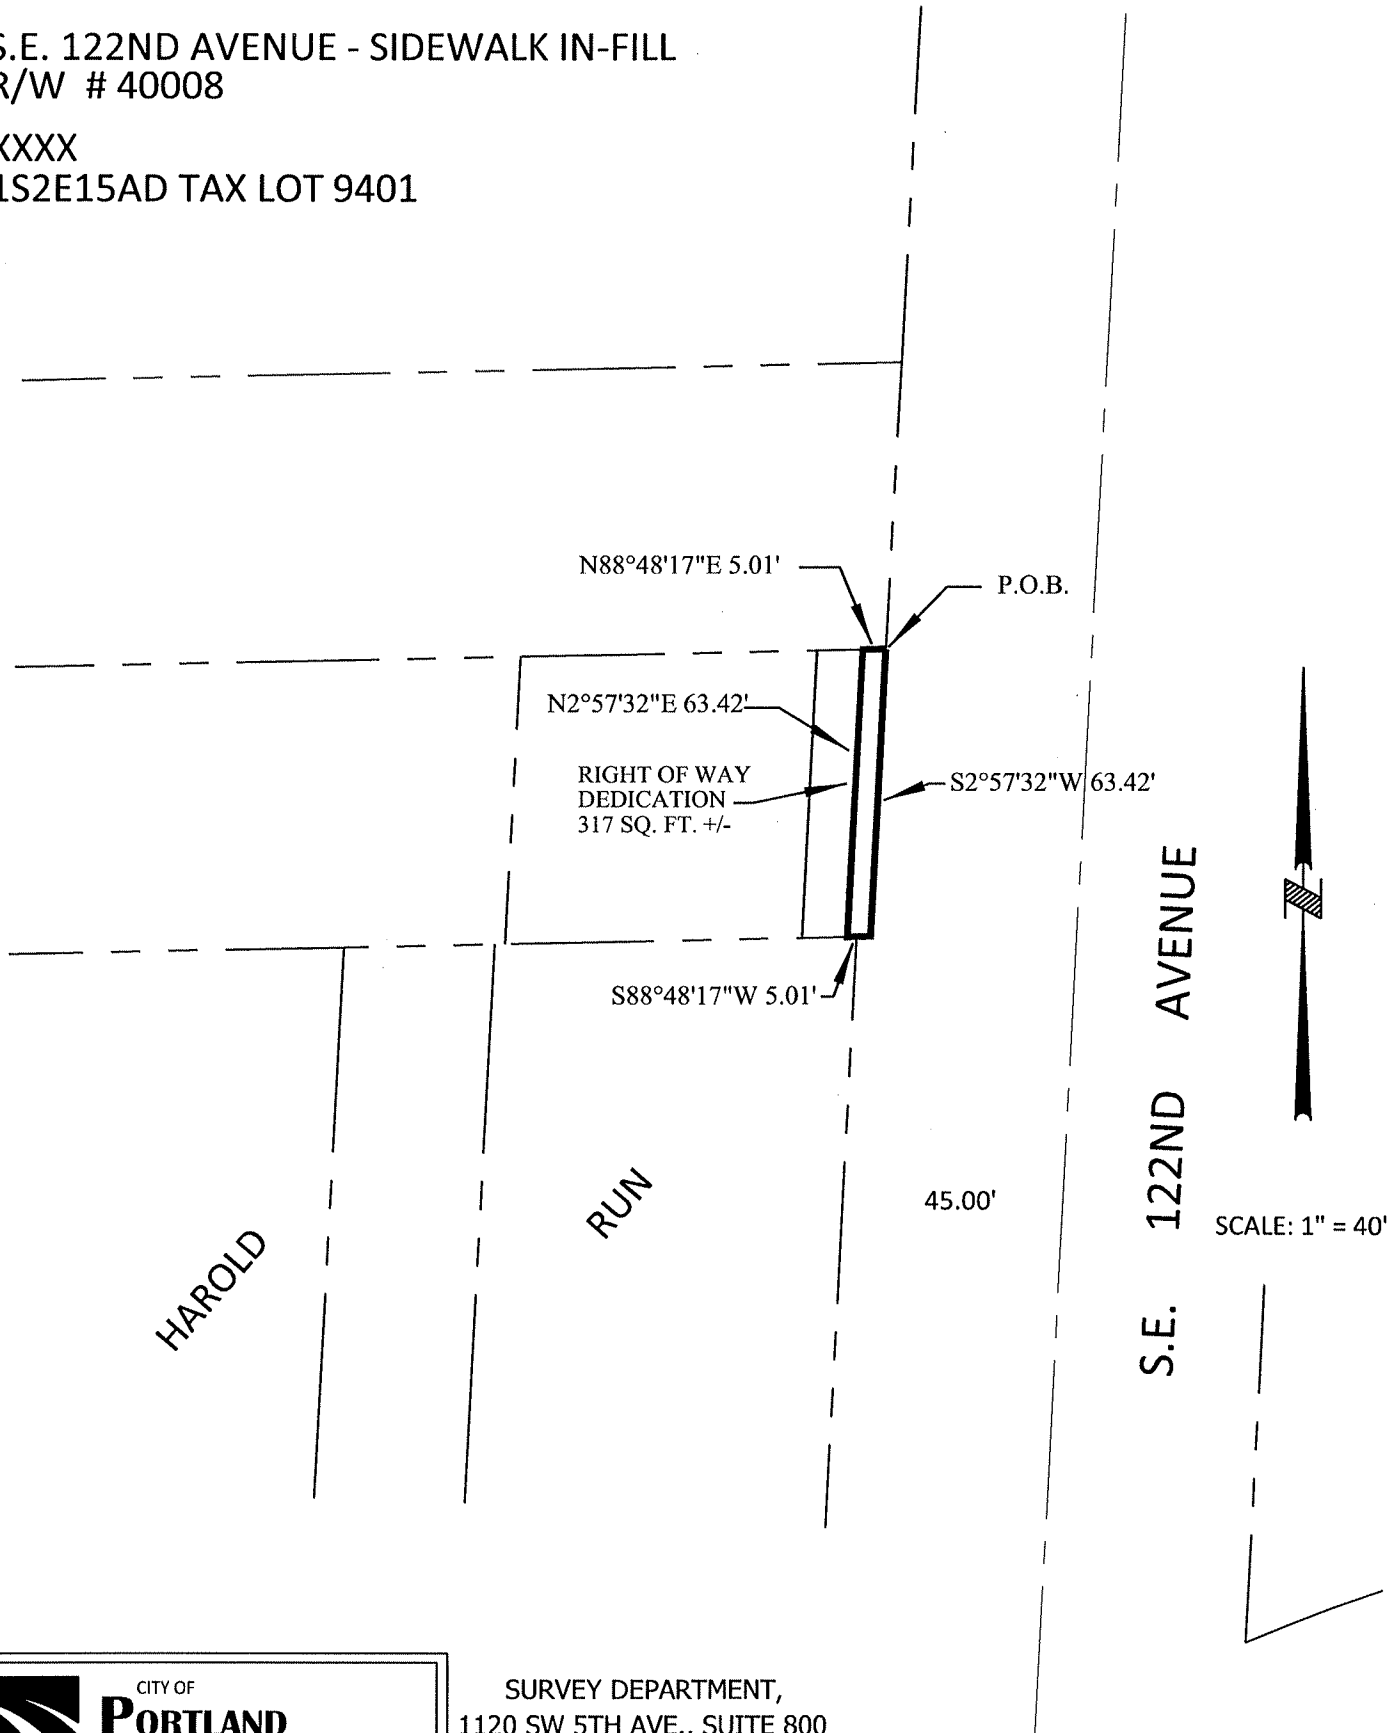 S.E. 122ND AVENUE - SIDEWALK IN-FILL
R/W # 40008
XXXX
1S2E15AD TAX LOT 9401
N88°48'17"E 5.01'
P.O.B.
N2°57'32"E 63.42'
RIGHT OF WAY
DEDICATION
317 SQ. FT. +/-
S2°57'32"W 63.42'
S88°48'17"W 5.01'
S.E. 122ND AVENUE
HAROLD
RUN
45.00'
SCALE: 1" = 40'
CITY OF
PORTLAND
SURVEY DEPARTMENT,
1120 SW 5TH AVE., SUITE 800